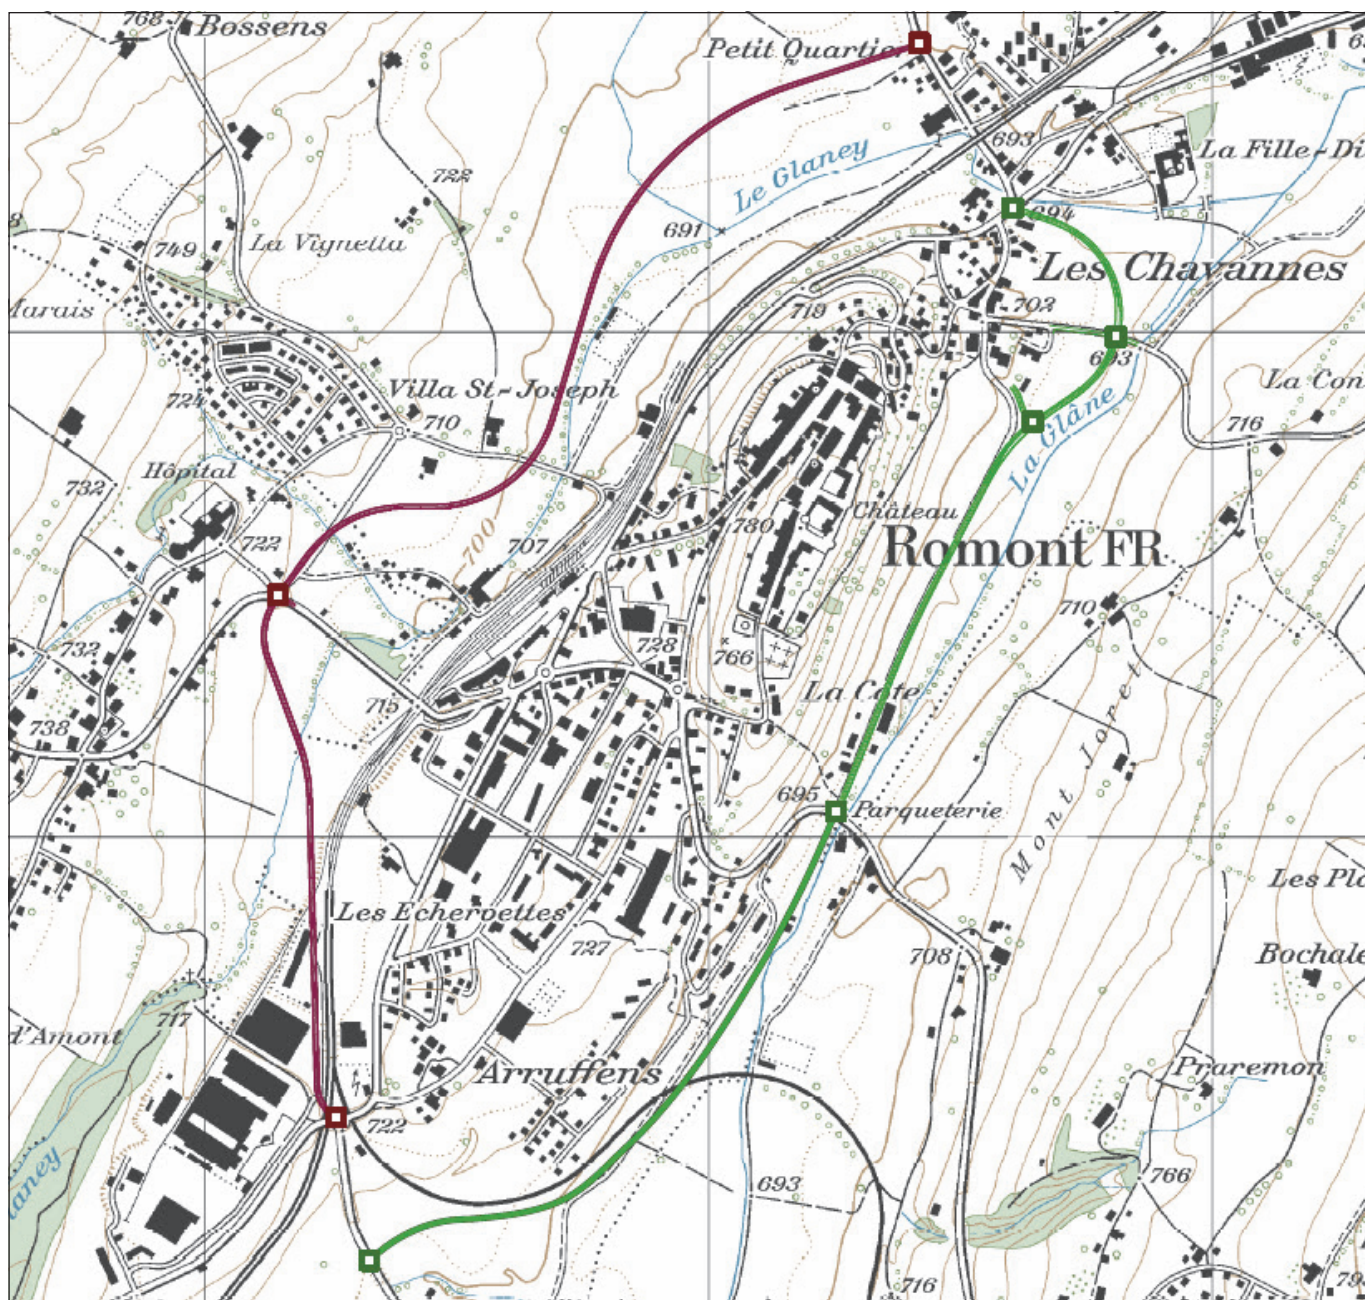 768
Bossens
Petit Quartier
693
La Fille-Di
722
Le Glaney
691
694
749
La Vignetta
Les Chavannes
Marais
719
702
693
724
Villa St-Joseph
710
La Con
716
La Glâne
732
Hôpital
Château
722
700
707
780
Romont FR
710
732
728
766
La Côte
715
738
695
Parqueterie
Mont Joret
Les Echervettes
727
708
Les Pla
Bochale
717
d'Amont
Arruffens
Praremon
722
693
766
laney
716